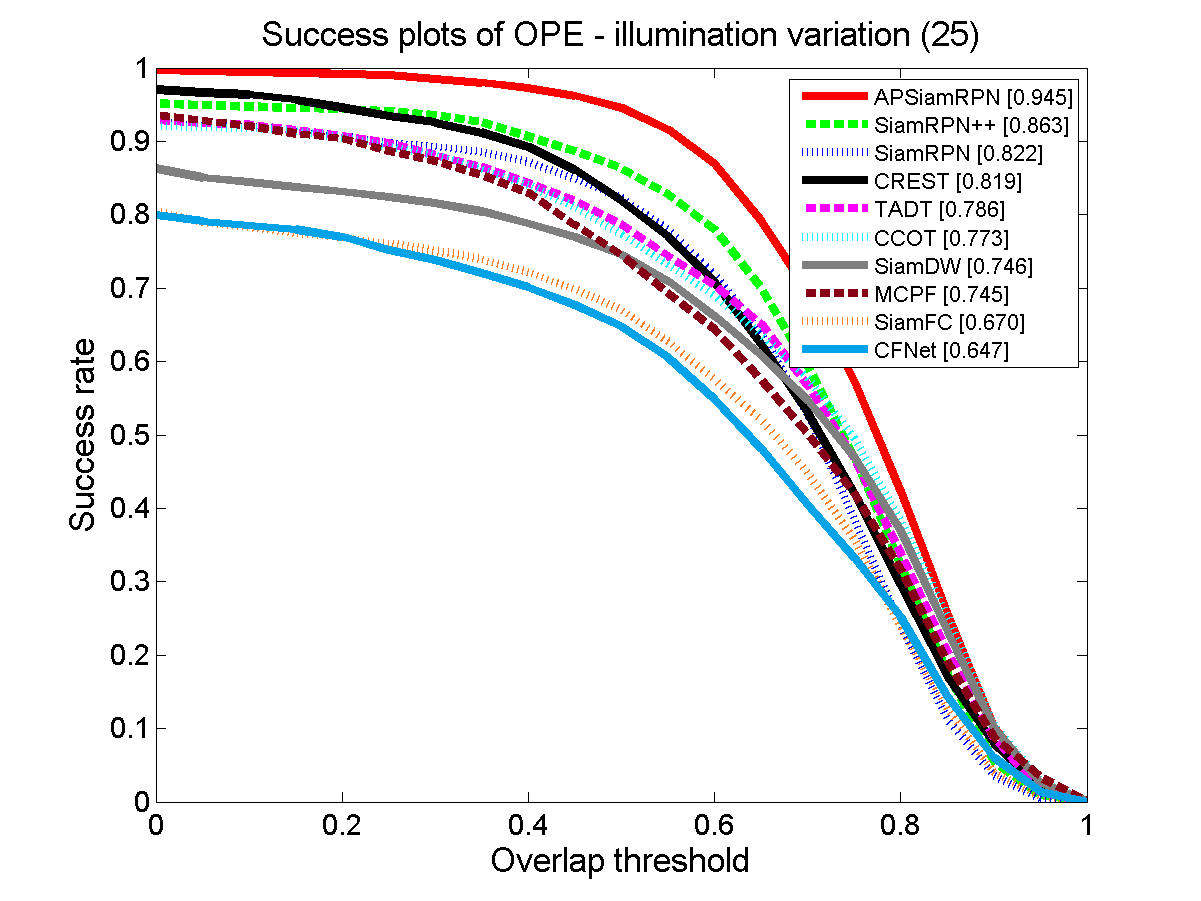 Success plots of OPE - illumination variation (25)
1
0.9
0.8
0.7
0.6
0.5
0.4
0.3
0.2
0.1
0
Success rate
APSiamRPN [0.945]
SiamRPN++ [0.863]
SiamRPN [0.822]
CREST [0.819]
TADT [0.786]
CCOT [0.773]
SiamDW [0.746]
MCPF [0.745]
SiamFC [0.670]
CFNet [0.647]
0 0.2 0.4 0.6 0.8 1
Overlap threshold